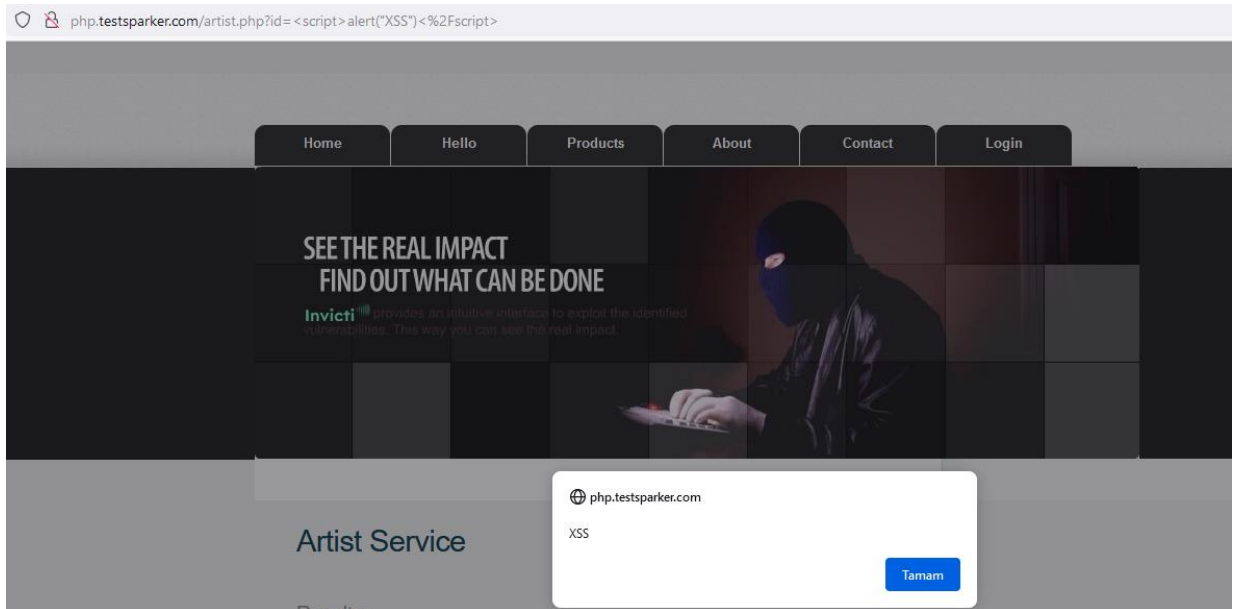 php.testsparker.com/artist.php?id=<script>alert("XSS")<%2Fscript>
Home Hello Products About Contact Login
SEE THE REAL IMPACT
FIND OUT WHAT CAN BE DONE
Invicti provides an intuitive interface to exploit the identified
vulnerabilities. This way you can see the real impact.
php.testsparker.com
XSS
Tamam
Artist Service